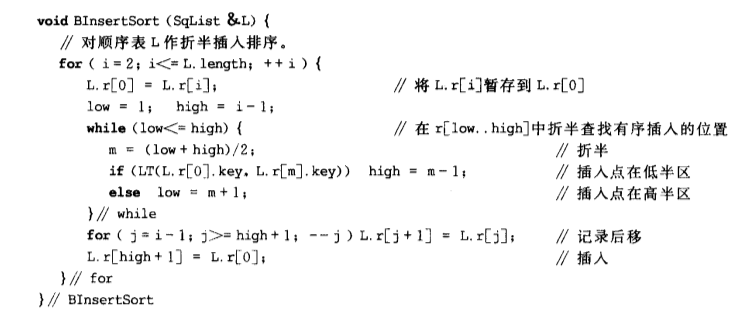 void BInsertSort (SqList &L) {
// 对顺序表 L 作折半插入排序。
for ( i = 2; i<= L. length; ++ i ) {
L. r[0] = L. r[i]; // 将 L. r[i]暂存到 L. r[0]
low = 1; high = i - 1;
while (low<= high) { // 在 r[low. . high]中折半查找有序插入的位置
m = (low + high)/2; // 折半
if (LT(L. r[0]. key, L. r[m]. key)) high = m - 1; // 插入点在低半区
else low = m + 1; // 插入点在高半区
} // while
for ( j = i - 1; j>= high + 1; -- j ) L. r[j + 1] = L. r[j]; // 记录后移
L. r[high + 1] = L. r[0]; // 插入
} // for
} // BInsertSort